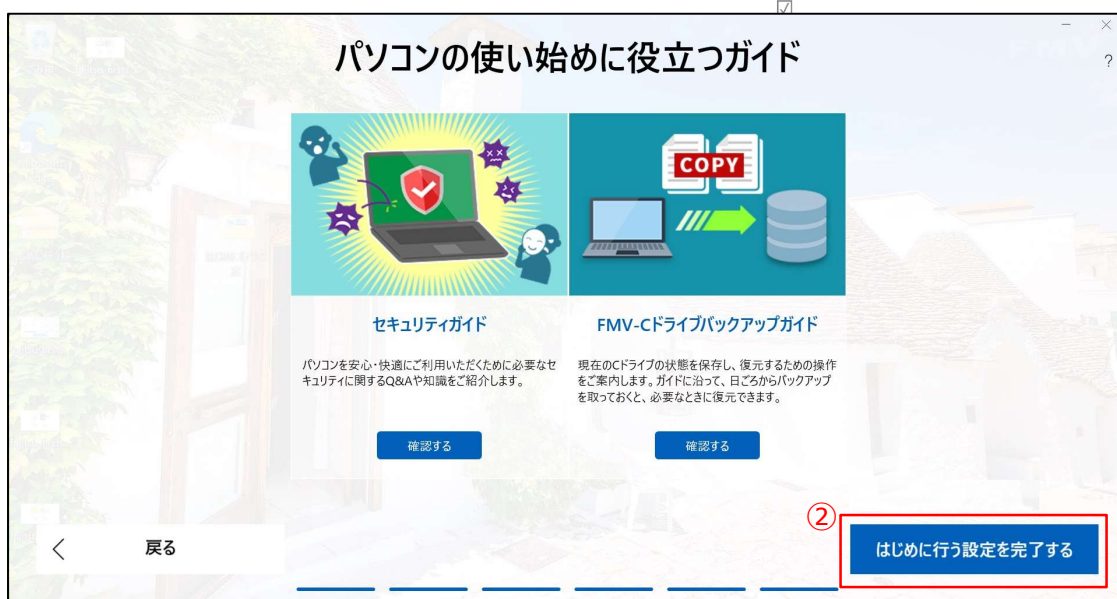 パソコンの使い始めに役立つガイド
FMV
?
COPY
セキュリティガイド
パソコンを安心・快適にご利用いただくために必要なセ
キュリティに関するQ&Aや知識をご紹介します。
確認する
FMV-Cドライブバックアップガイド
現在のCドライブの状態を保存し、復元するための操作
をご案内します。ガイドに沿って、日ごろからバックアップ
を取っておくと、必要なときに復元できます。
確認する
戻る
②
はじめに行う設定を完了する